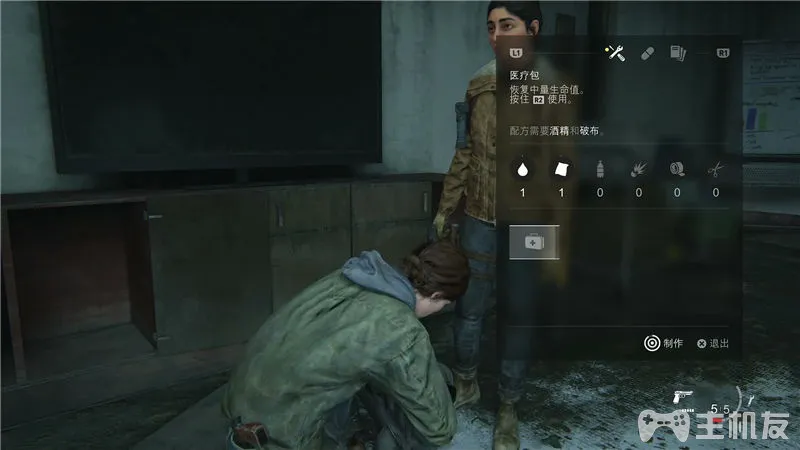 L1
R1
医疗包
恢复中量生命值。
按住 R2 使用。
配方需要酒精和破布。
1 1 0 0 0 0
制作 退出
5 5
主机友